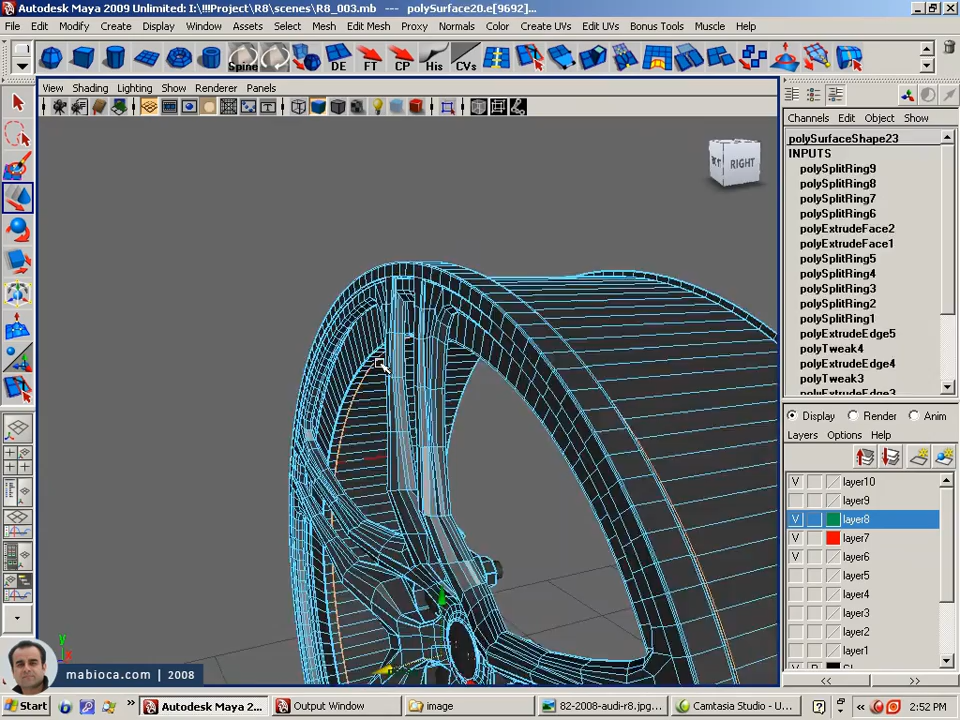 Autodesk Maya 2009 Unlimited: I:\!!!Project\R8\scenes\R8_003.mb --- polySurface20.e[9692]...
File Edit Modify Create Display Window Assets Select Mesh Edit Mesh Proxy Normals Color Create UVs Edit UVs Bonus Tools Muscle Help
Spine DE FT CP His CVs
View Shading Lighting Show Renderer Panels
RIGHT
Channels Edit Object Show
polySurfaceShape23
INPUTS
polySplitRing9
polySplitRing8
polySplitRing7
polySplitRing6
polyExtrudeFace2
polyExtrudeFace1
polySplitRing5
polySplitRing4
polySplitRing3
polySplitRing2
polySplitRing1
polyExtrudeEdge5
polyTweak4
polyExtrudeEdge4
polyTweak3
polyExtrudeEdge3
Display Render Anim
Layers Options Help
V layer10
layer9
V layer8
V layer7
V layer6
layer5
layer4
layer3
layer2
layer1
y
x
mabioca.com | 2008
Start
Autodesk Maya 2...
Output Window
image
82-2008-audi-r8.jpg...
Camtasia Studio - U...
2:52 PM